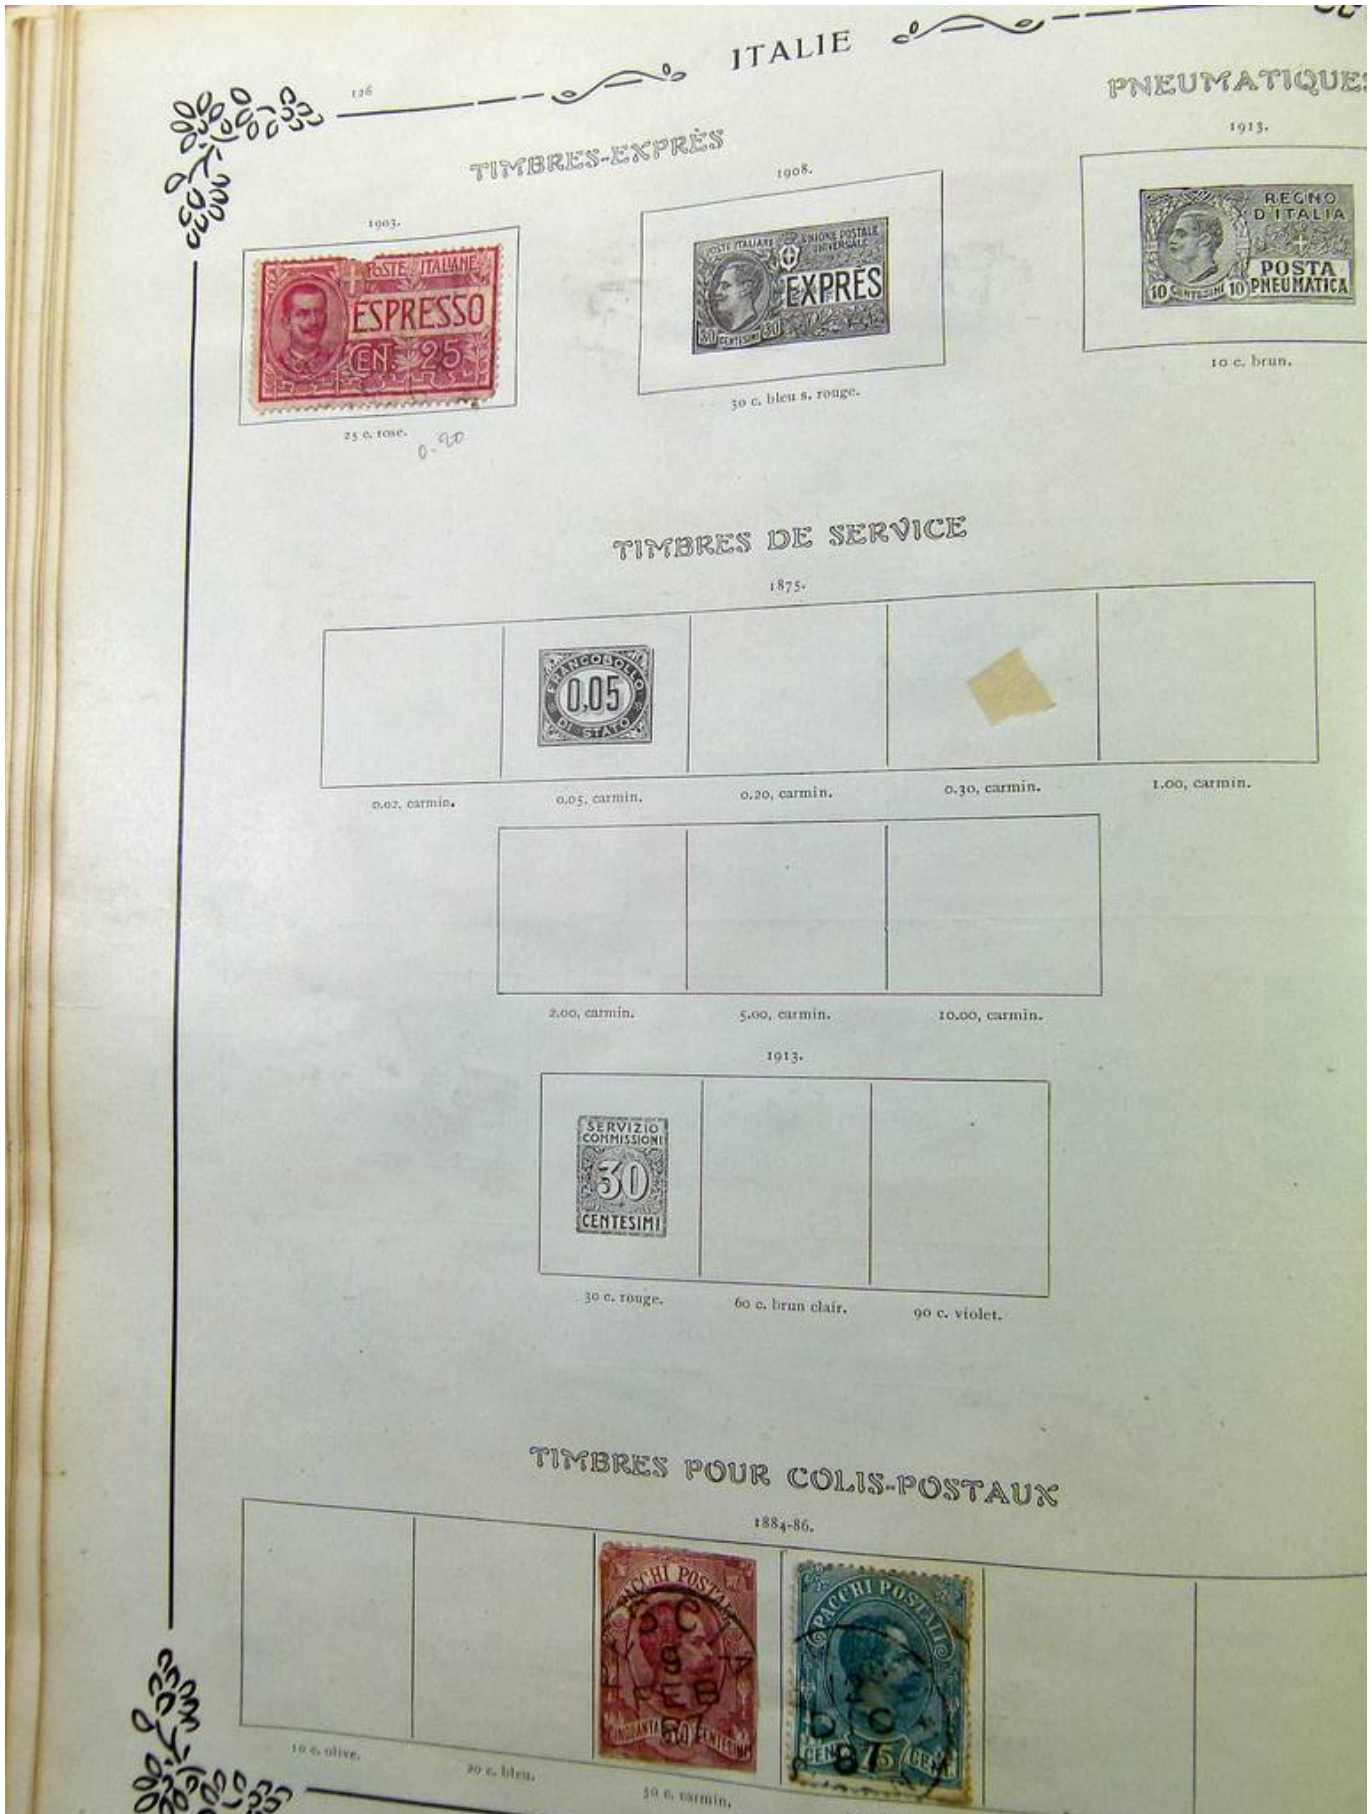 126
ITALIE
TIMBRES-EXPRÈS
PNEUMATIQUES
1903.
1908.
1913.
POSTE ITALIANE
ESPRESSO
CEN. 25
POSTE ITALIANE
UNIONE POSTALE
UNIVERSALE
EXPRÈS
30 CENTESIMI 30
REGNO
D'ITALIA
POSTA
PNEUMATICA
10 CENTESIMI 10
25 c. rose.
0-20
30 c. bleu s. rouge.
10 c. brun.
TIMBRES DE SERVICE
1875.
FRANCOBOLLO
0,05
DI STATO
0.02, carmin.
0.05, carmin.
0.20, carmin.
0.30, carmin.
1.00, carmin.
2.00, carmin.
5.00, carmin.
10.00, carmin.
1913.
SERVIZIO
COMMISSIONI
30
CENTESIMI
30 c. rouge.
60 c. brun clair.
90 c. violet.
TIMBRES POUR COLIS-POSTAUX
1884-86.
PACCHI POSTALI
9
FEB
CINQUANTA 50 CENTESIMI
PACCHI POSTALI
87
CENT. 75 CENT.
10 c. olive.
20 c. bleu.
50 c. carmin.